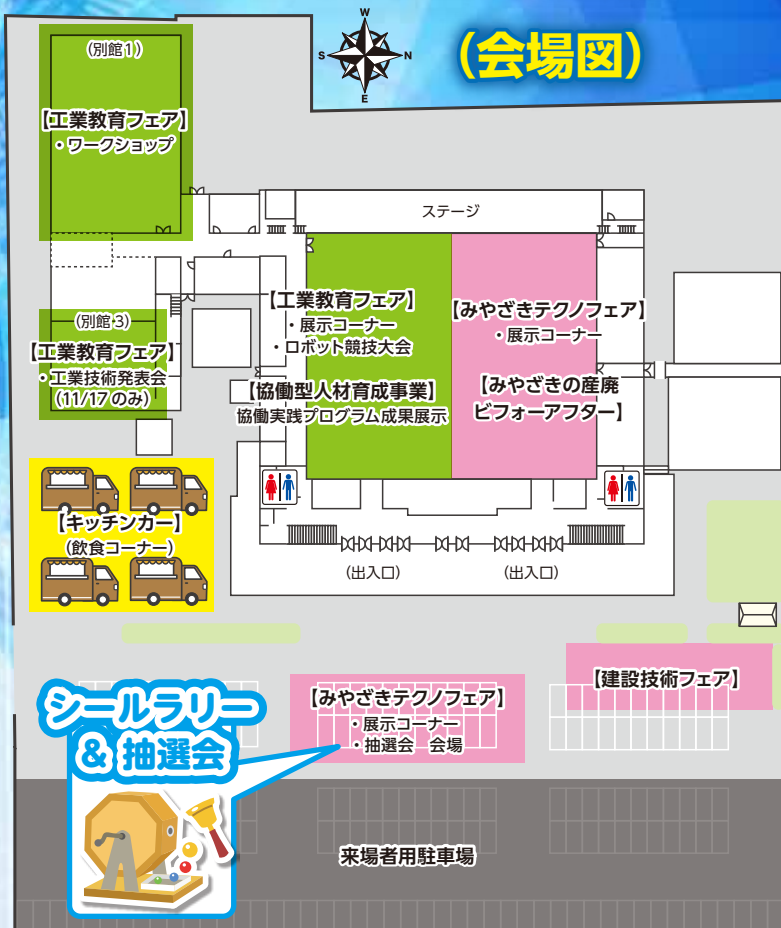 W
S
N
E
(会場図)
(別館1)
【工業教育フェア】
・ワークショップ
ステージ
【工業教育フェア】
・展示コーナー
・ロボット競技大会
【協働型人材育成事業】
協働実践プログラム成果展示
【みやざきテクノフェア】
・展示コーナー
【みやざきの産廃
ビフォーアフター】
(別館3)
【工業教育フェア】
・工業技術発表会
(11/17のみ)
【キッチンカー】
(飲食コーナー)
(出入口)
(出入口)
【建設技術フェア】
【みやざきテクノフェア】
・展示コーナー
・抽選会 会場
シールラリー
& 抽選会
来場者用駐車場